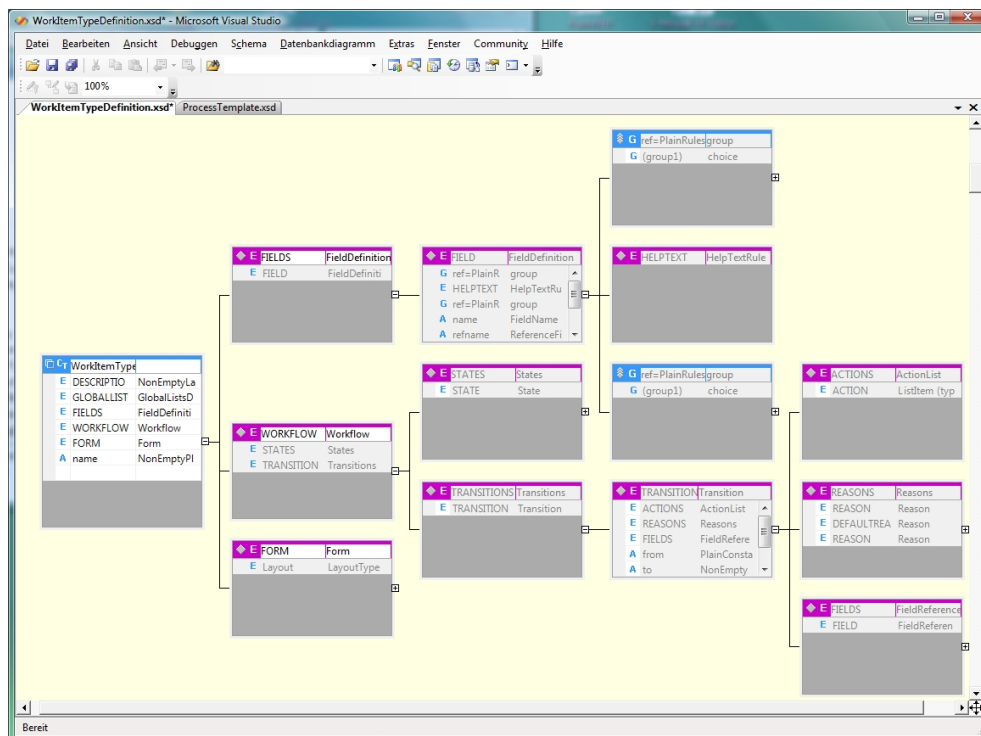 WorkItemTypeDefinition.xsd* - Microsoft Visual Studio
Datei Bearbeiten Ansicht Debuggen Schema Datenbankdiagramm Extras Fenster Community Hilfe
100%
WorkItemTypeDefinition.xsd* ProcessTemplate.xsd
G ref=PlainRules group
G (group1) choice
E FIELDS FieldDefinition
E FIELD FieldDefiniti
E FIELD FieldDefinition
G ref=PlainR group
E HELPTEXT HelpTextRu
G ref=PlainR group
A name FieldName
A refname ReferenceFi
E HELPTEXT HelpTextRule
CT WorkItemType
E DESCRIPTIO NonEmptyLa
E GLOBALLIST GlobalListsD
E FIELDS FieldDefiniti
E WORKFLOW Workflow
E FORM Form
A name NonEmptyPl
E STATES States
E STATE State
G ref=PlainRules group
G (group1) choice
E ACTIONS ActionList
E ACTION ListItem (typ
E WORKFLOW Workflow
E STATES States
E TRANSITION Transitions
E TRANSITIONS Transitions
E TRANSITION Transition
E TRANSITION Transition
E ACTIONS ActionList
E REASONS Reasons
E FIELDS FieldRefere
A from PlainConsta
A to NonEmpty
E REASONS Reasons
E REASON Reason
E DEFAULTREA Reason
E REASON Reason
E FORM Form
E Layout LayoutType
E FIELDS FieldReference
E FIELD FieldReferen
Bereit